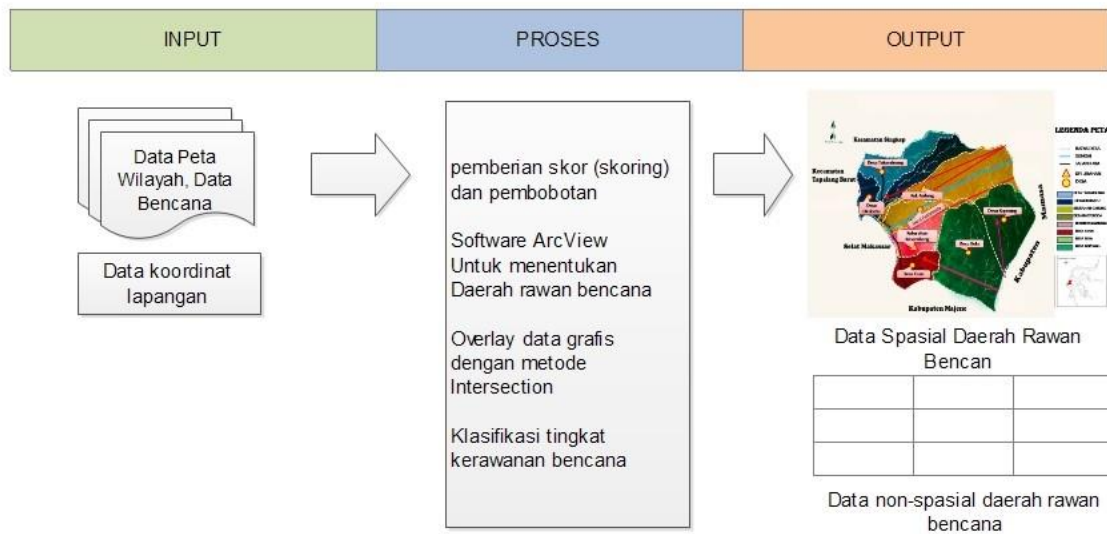 INPUT
PROSES
OUTPUT
Data Peta
Wilayah, Data
Bencana
Data koordinat
lapangan
pemberian skor (skoring)
dan pembobotan
Software ArcView
Untuk menentukan
Daerah rawan bencana
Overlay data grafis
dengan metode
Intersection
Klasifikasi tingkat
kerawanan bencana
LEGENDA PETA
Kecamatan
Tapalang Barat
Selat Makassar
Kabupaten
Mamasa
Kabupaten Majene
Data Spasial Daerah Rawan
Bencan
Data non-spasial daerah rawan
bencana